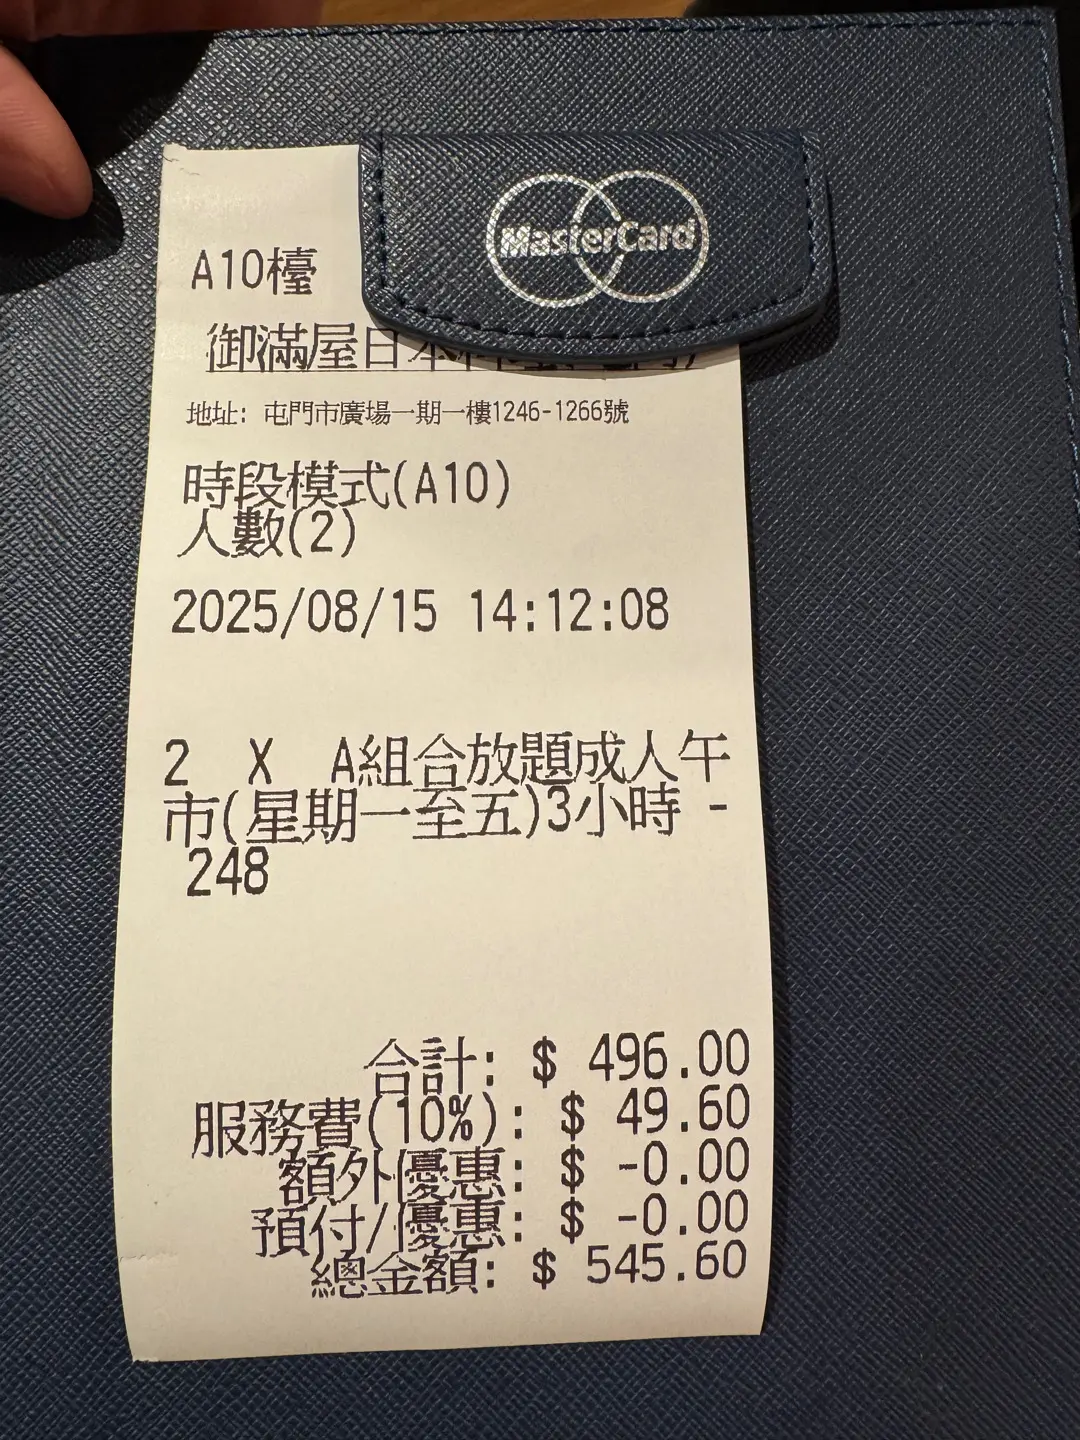 MasterCard
A10檯
御滿屋日本
地址: 屯門市廣場一期一樓1246-1266號
時段模式(A10)
人數(2)
2025/08/15 14:12:08
2 X A組合放題成人午
市(星期一至五)3小時 -
248
合計: $ 496.00
服務費(10%): $ 49.60
額外優惠: $ -0.00
預付/優惠: $ -0.00
總金額: $ 545.60